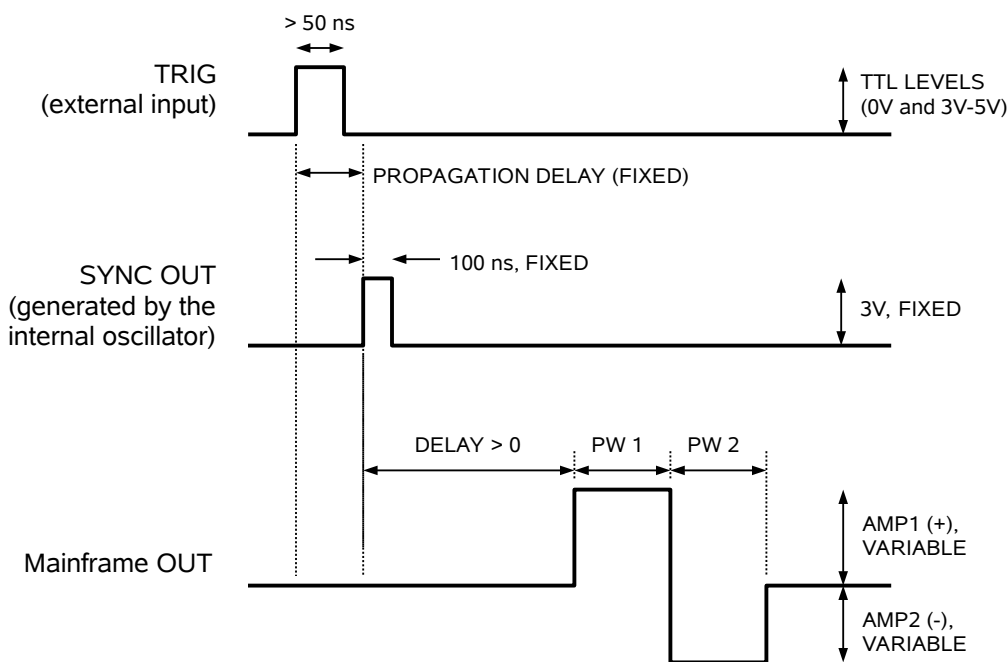 > 50 ns
TRIG
(external input)
TTL LEVELS
(0V and 3V-5V)
PROPAGATION DELAY (FIXED)
SYNC OUT
(generated by the
internal oscillator)
100 ns, FIXED
3V, FIXED
DELAY > 0
PW 1
PW 2
Mainframe OUT
AMP1 (+),
VARIABLE
AMP2 (-),
VARIABLE